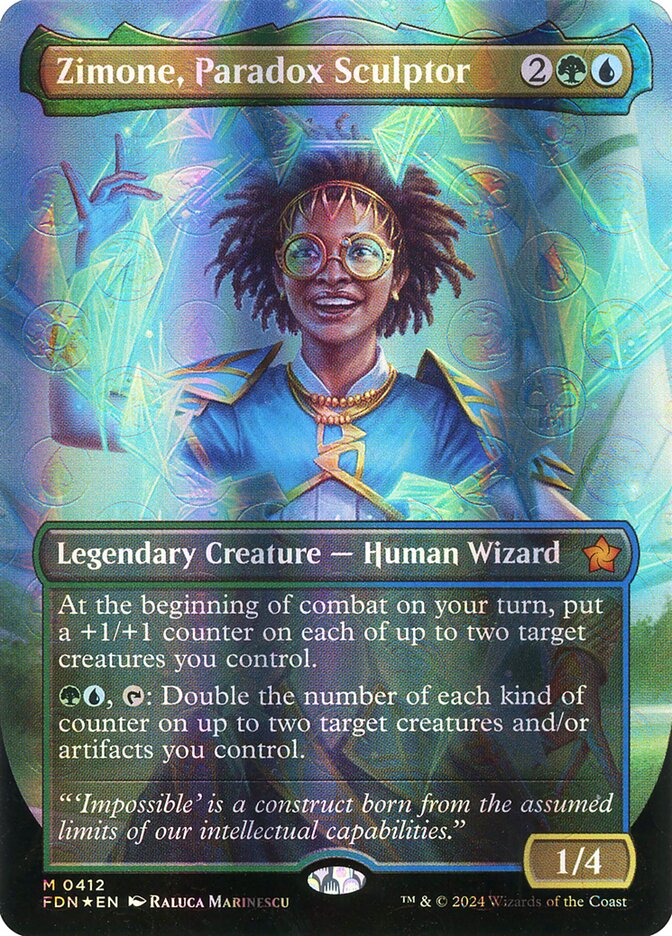 Zimone, Paradox Sculptor 2
Legendary Creature — Human Wizard
At the beginning of combat on your turn, put
a +1/+1 counter on each of up to two target
creatures you control.
, : Double the number of each kind of
counter on up to two target creatures and/or
artifacts you control.
“‘Impossible’ is a construct born from the assumed
limits of our intellectual capabilities.”
1/4
M 0412
FDN★EN Raluca Marinescu
™ & © 2024 Wizards of the Coast